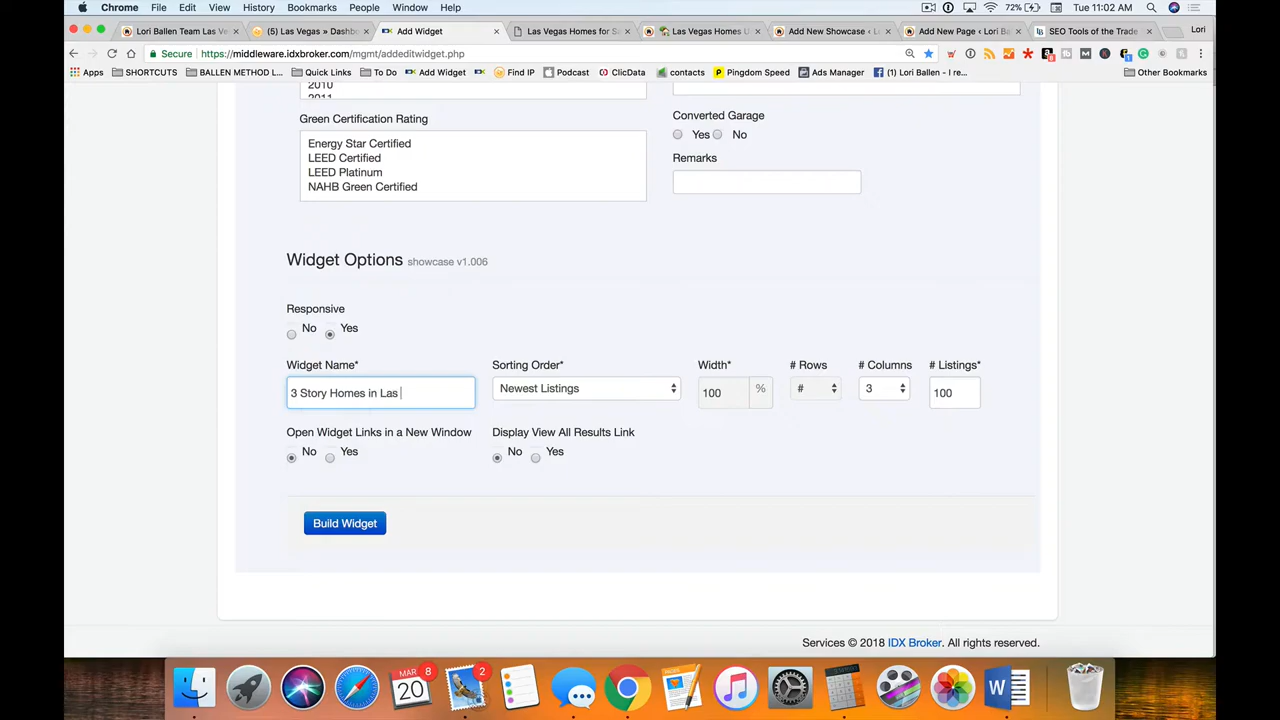 Chrome File Edit View History Bookmarks People Window Help 72% Tue 11:02 AM
Lori Ballen Team Las Ve (5) Las Vegas » Dashbo Add Widget Las Vegas Homes for S Las Vegas Homes U Add New Showcase ‹ L Add New Page ‹ Lori B SEO Tools of the Trade Lori
https://middleware.idxbroker.com/mgmt/addeditwidget.php
Apps SHORTCUTS BALLEN METHOD L... Quick Links To Do Add Widget Find IP Podcast ClicData contacts Pingdom Speed Ads Manager (1) Lori Ballen - I re... Other Bookmarks
2010
2011
Green Certification Rating
Energy Star Certified
LEED Certified
LEED Platinum
NAHB Green Certified
Converted Garage
Yes No
Remarks
Widget Options showcase v1.006
Responsive
No Yes
Widget Name* Sorting Order* Width* # Rows # Columns # Listings*
3 Story Homes in Las Newest Listings 100 % # 3 100
Open Widget Links in a New Window Display View All Results Link
No Yes No Yes
Build Widget
Services © 2018 IDX Broker. All rights reserved.
MAR 8
20
2
W